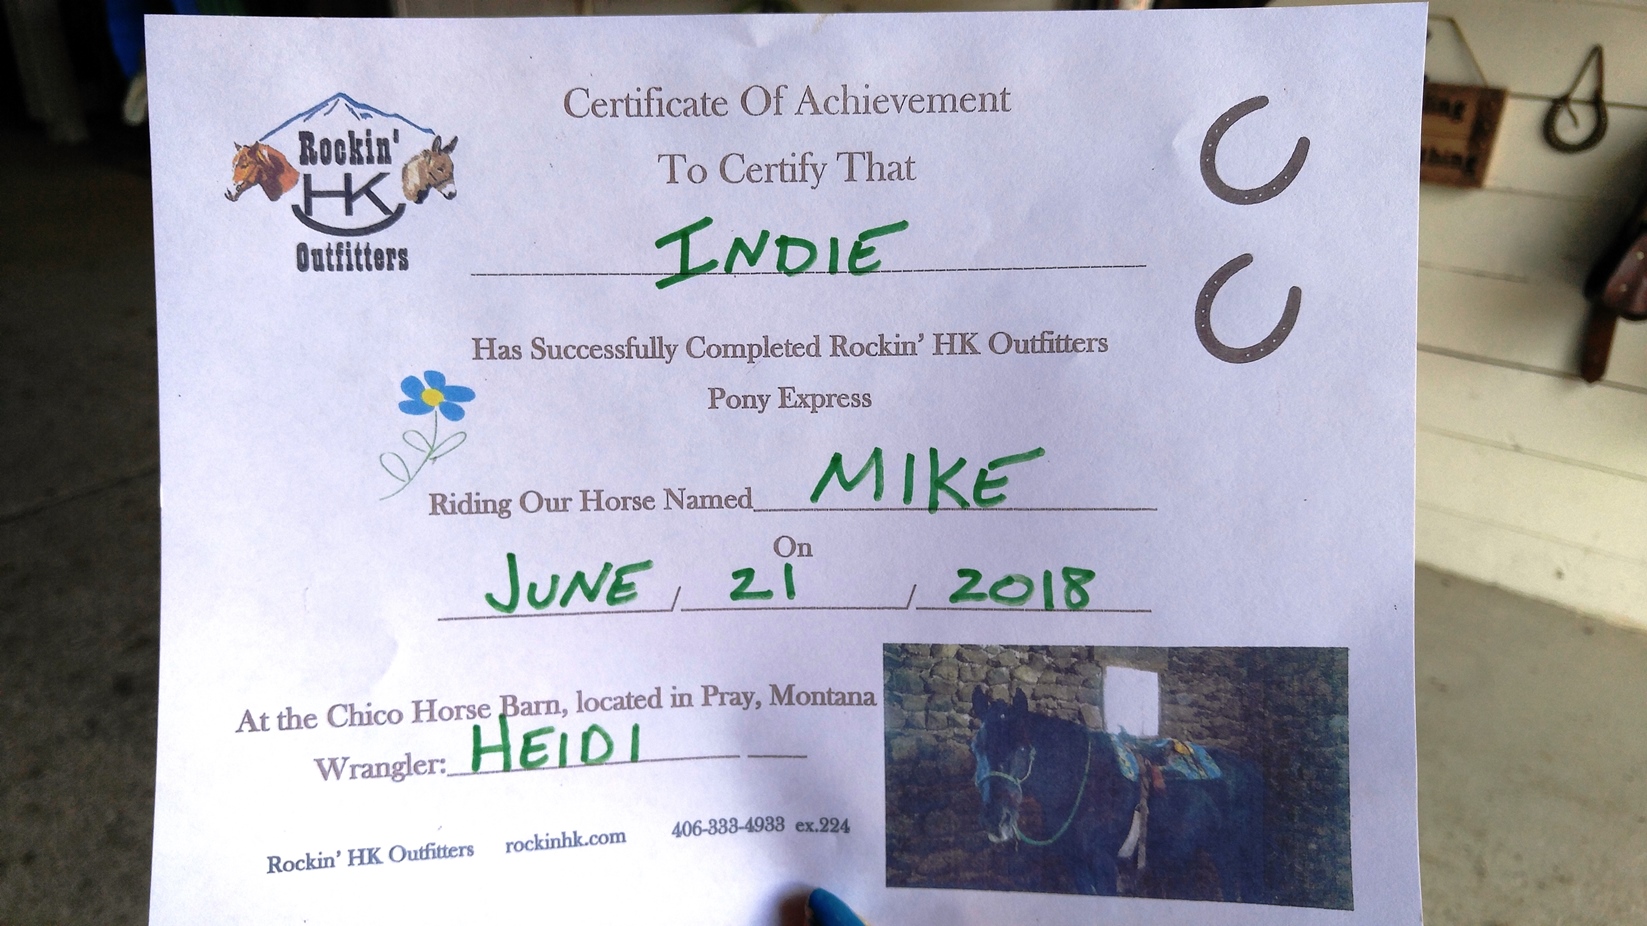 Rockin'
HK
Outfitters
Certificate Of Achievement
To Certify That
INDIE
Has Successfully Completed Rockin' HK Outfitters
Pony Express
Riding Our Horse Named MIKE
On
JUNE / 21 / 2018
At the Chico Horse Barn, located in Pray, Montana
Wrangler: HEIDI
Rockin' HK Outfitters rockinhk.com 406-333-4933 ex.224